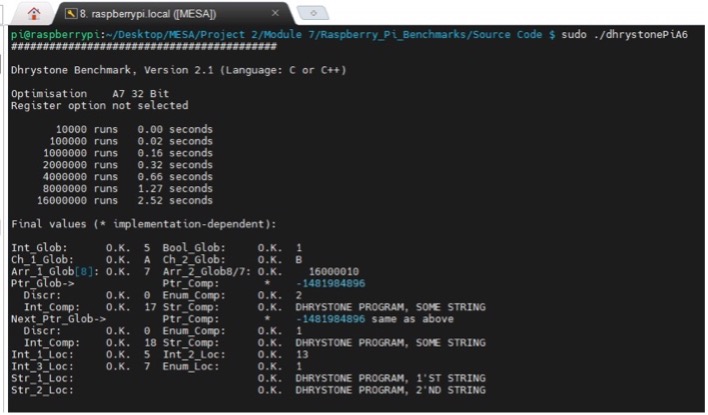 8. raspberrypi.local ([MESA])
pi@raspberrypi:~/Desktop/MESA/Project 2/Module 7/Raspberry_Pi_Benchmarks/Source Code $ sudo ./dhrystonePiA6
##########################################
Dhrystone Benchmark, Version 2.1 (Language: C or C++)
Optimisation    A7 32 Bit
Register option not selected
10000 runs   0.00 seconds
100000 runs   0.02 seconds
1000000 runs   0.16 seconds
2000000 runs   0.32 seconds
4000000 runs   0.66 seconds
8000000 runs   1.27 seconds
16000000 runs   2.52 seconds
Final values (* implementation-dependent):
Int_Glob:      O.K.  5  Bool_Glob:     O.K.  1
Ch_1_Glob:     O.K.  A  Ch_2_Glob:     O.K.  B
Arr_1_Glob[8]: O.K.  7  Arr_2_Glob8/7: O.K.    16000010
Ptr_Glob->              Ptr_Comp:       *    -1481984896
Discr:       O.K.  0  Enum_Comp:     O.K.  2
Int_Comp:    O.K.  17 Str_Comp:      O.K.  DHRYSTONE PROGRAM, SOME STRING
Next_Ptr_Glob->         Ptr_Comp:       *    -1481984896 same as above
Discr:       O.K.  0  Enum_Comp:     O.K.  1
Int_Comp:    O.K.  18 Str_Comp:      O.K.  DHRYSTONE PROGRAM, SOME STRING
Int_1_Loc:     O.K.  5  Int_2_Loc:     O.K.  13
Int_3_Loc:     O.K.  7  Enum_Loc:      O.K.  1
Str_1_Loc:                             O.K.  DHRYSTONE PROGRAM, 1'ST STRING
Str_2_Loc:                             O.K.  DHRYSTONE PROGRAM, 2'ND STRING